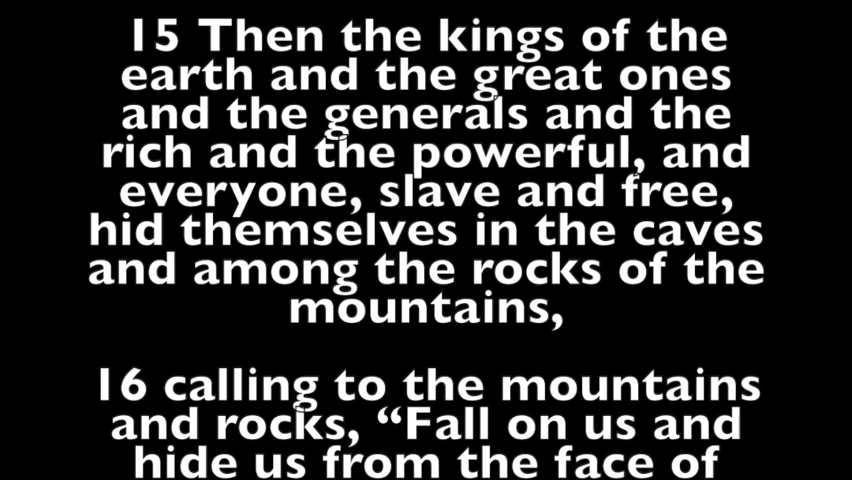 15 Then the kings of the
earth and the great ones
and the generals and the
rich and the powerful, and
everyone, slave and free,
hid themselves in the caves
and among the rocks of the
mountains,
16 calling to the mountains
and rocks, “Fall on us and
hide us from the face of